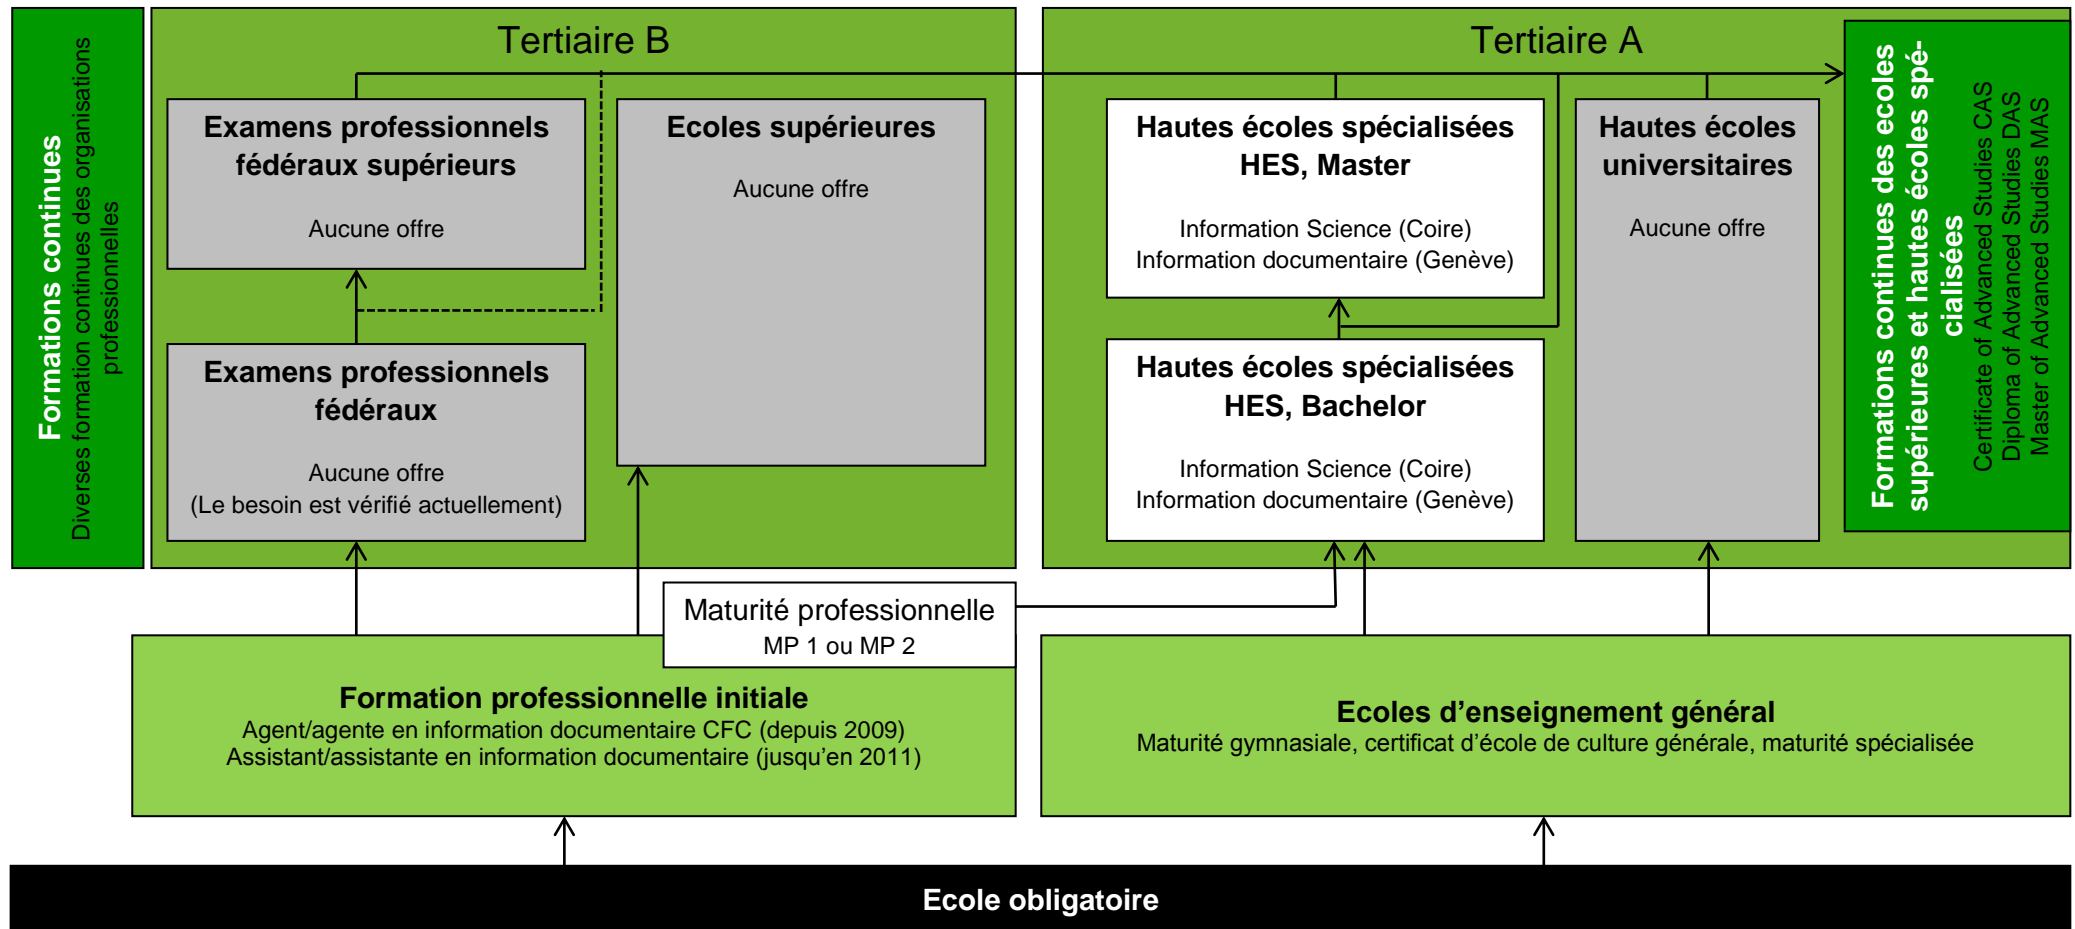 Formations continues
Diverses formation continues des organisations
professionnelles
Tertiaire B
Examens professionnels
fédéraux supérieurs
Aucune offre
Ecoles supérieures
Aucune offre
Examens professionnels
fédéraux
Aucune offre
(Le besoin est vérifié actuellement)
Tertiaire A
Hautes écoles spécialisées
HES, Master
Information Science (Coire)
Information documentaire (Genève)
Hautes écoles
universitaires
Aucune offre
Hautes écoles spécialisées
HES, Bachelor
Information Science (Coire)
Information documentaire (Genève)
Formations continues des ecoles
supérieures et hautes écoles spé-
cialisées
Certificate of Advanced Studies CAS
Diploma of Advanced Studies DAS
Master of Advanced Studies MAS
Maturité professionnelle
MP 1 ou MP 2
Formation professionnelle initiale
Agent/agente en information documentaire CFC (depuis 2009)
Assistant/assistante en information documentaire (jusqu’en 2011)
Ecoles d’enseignement général
Maturité gymnasiale, certificat d’école de culture générale, maturité spécialisée
Ecole obligatoire